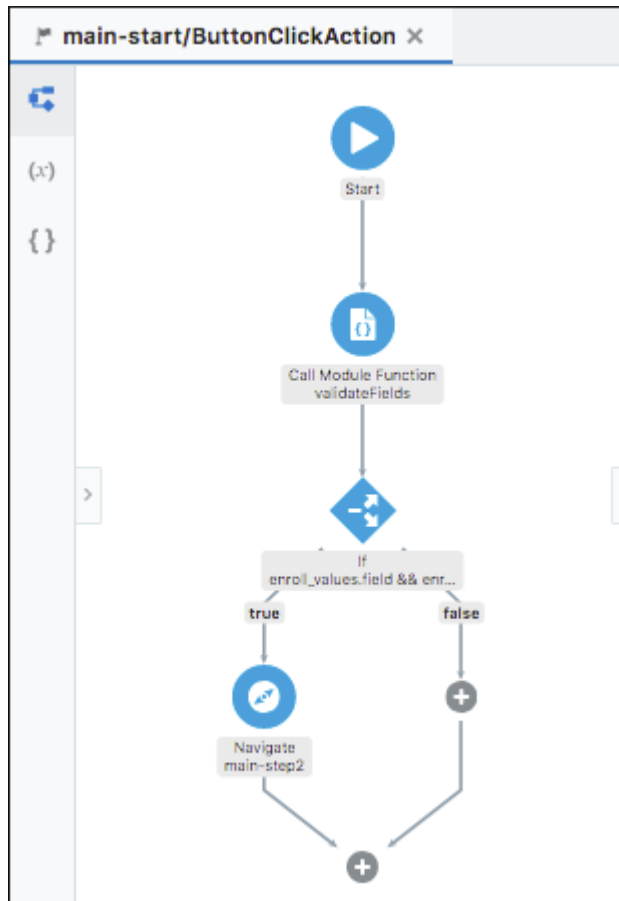 main-start/ButtonClickAction ×
(x)
{ }
Start
{ }
Call Module Function
validateFields
If
enroll_values.field && enr...
true
false
Navigate
main-step2